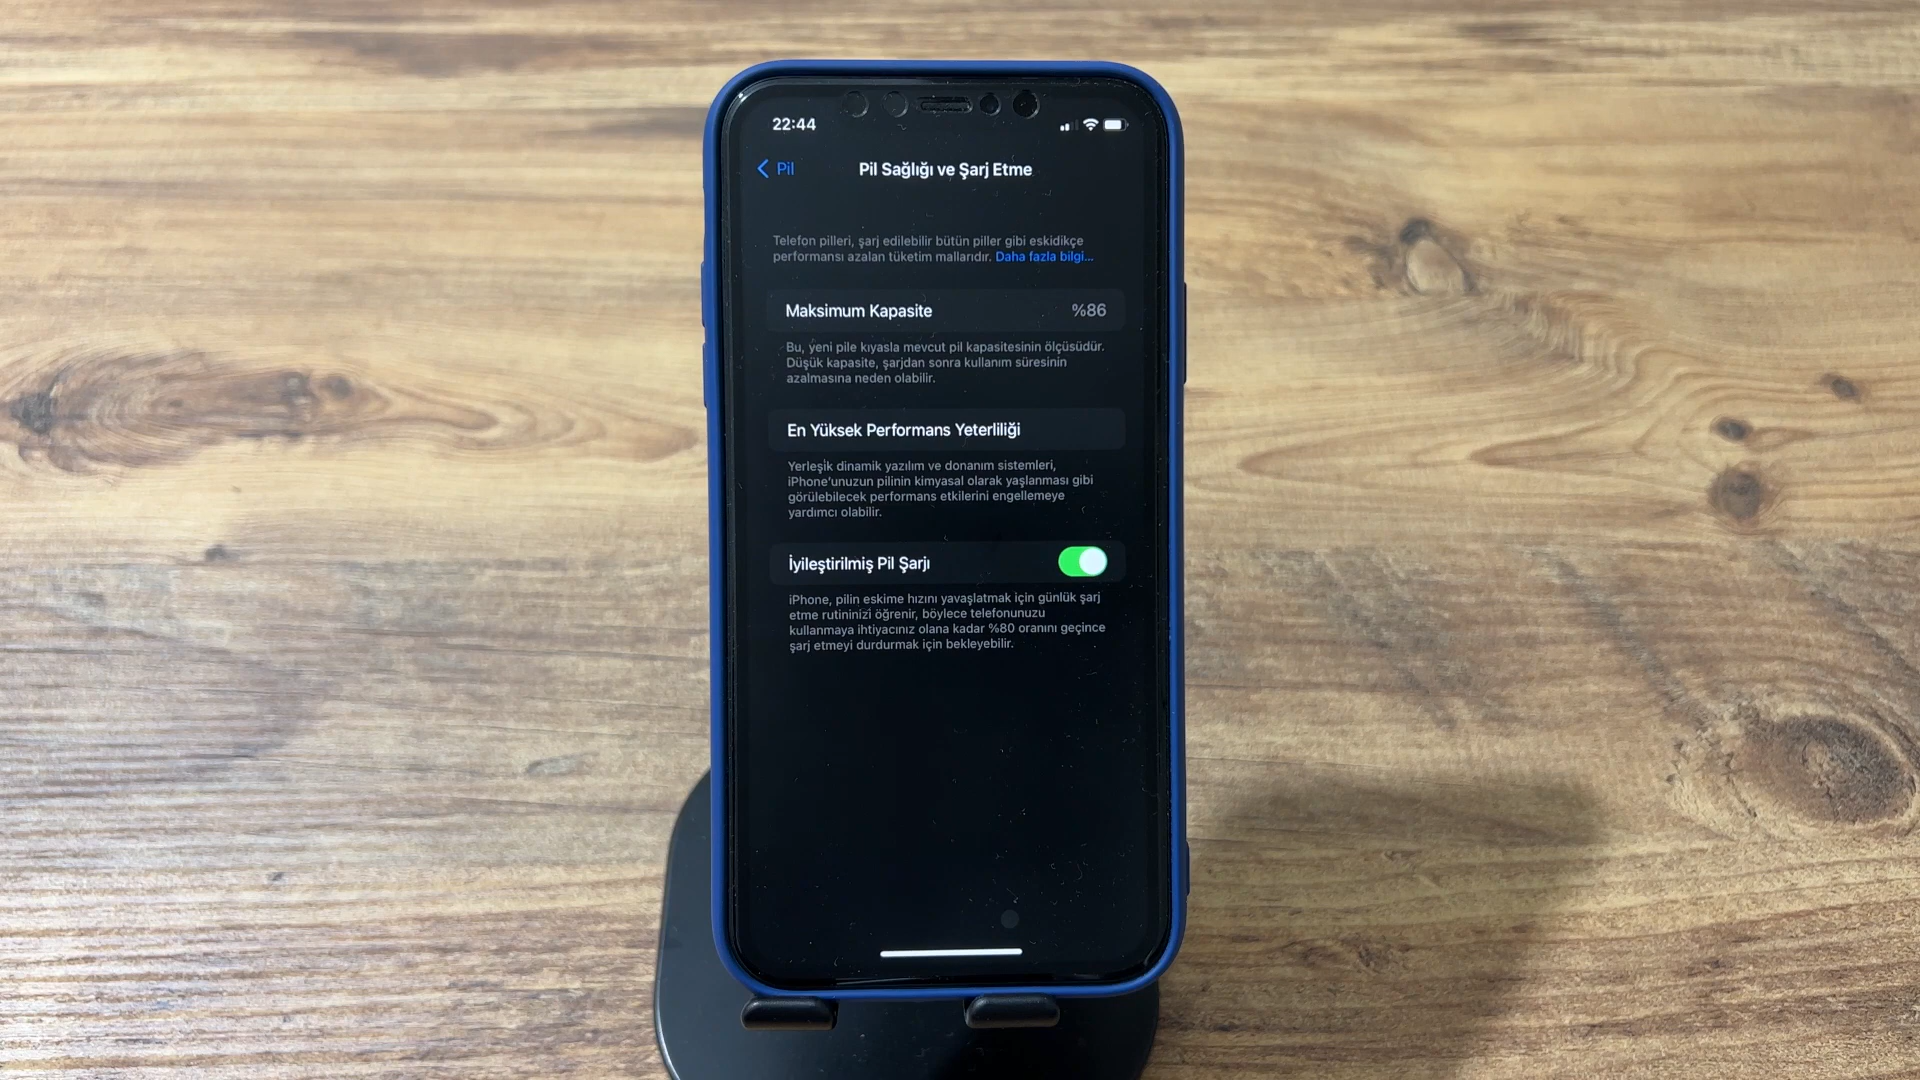 22:44
Pil
Pil Sağlığı ve Şarj Etme
Telefon pilleri, şarj edilebilir bütün piller gibi eskidikçe
performansı azalan tüketim mallarıdır. Daha fazla bilgi...
Maksimum Kapasite %86
Bu, yeni pile kıyasla mevcut pil kapasitesinin ölçüsüdür.
Düşük kapasite, şarjdan sonra kullanım süresinin
azalmasına neden olabilir.
En Yüksek Performans Yeterliliği
Yerleşik dinamik yazılım ve donanım sistemleri,
iPhone'unuzun pilinin kimyasal olarak yaşlanması gibi
görülebilecek performans etkilerini engellemeye
yardımcı olabilir.
İyileştirilmiş Pil Şarjı
iPhone, pilin eskime hızını yavaşlatmak için günlük şarj
etme rutininizi öğrenir, böylece telefonunuzu
kullanmaya ihtiyacınız olana kadar %80 oranını geçince
şarj etmeyi durdurmak için bekleyebilir.